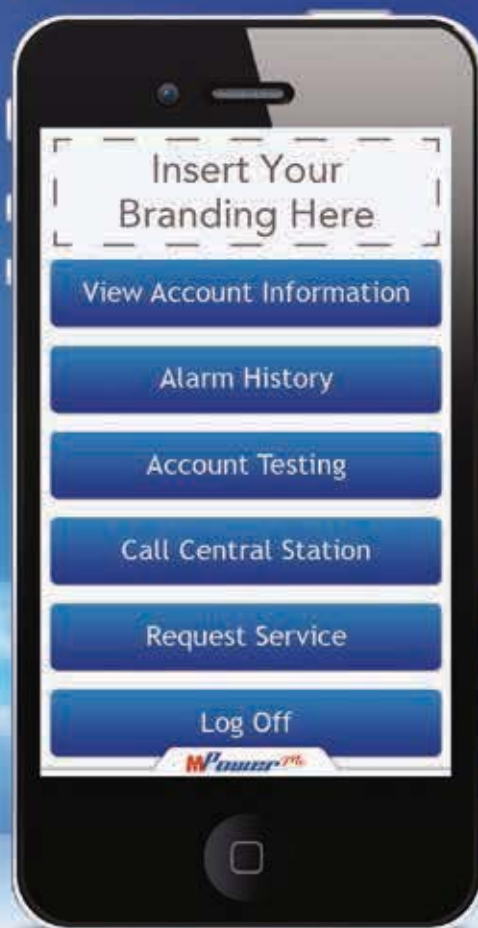 Insert Your
Branding Here
View Account Information
Alarm History
Account Testing
Call Central Station
Request Service
Log Off
MPower Me